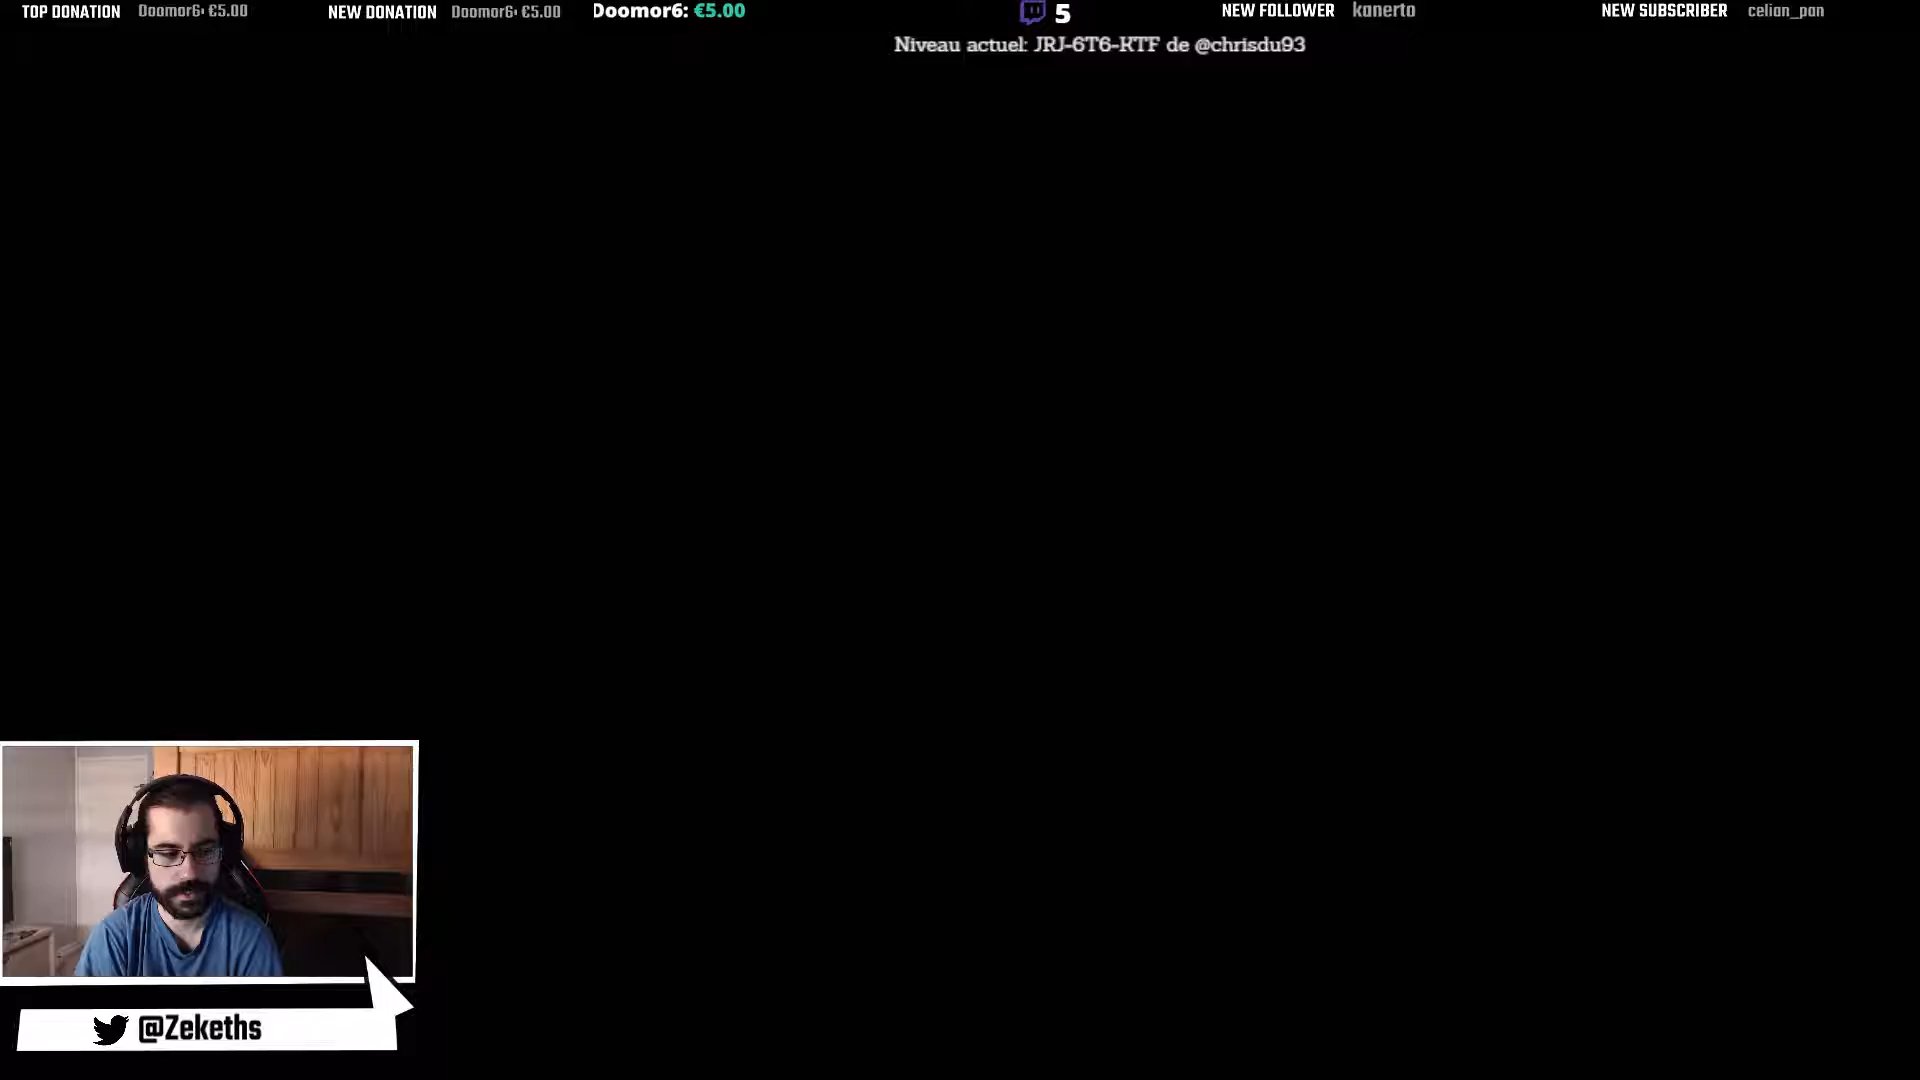 TOP DONATION Doomor6: €5.00 NEW DONATION Doomor6: €5.00 Doomor6: €5.00 5 NEW FOLLOWER kanerto NEW SUBSCRIBER celian_pan
Niveau actuel: JRJ-6T6-KTF de @chrisdu93
@Zekeths